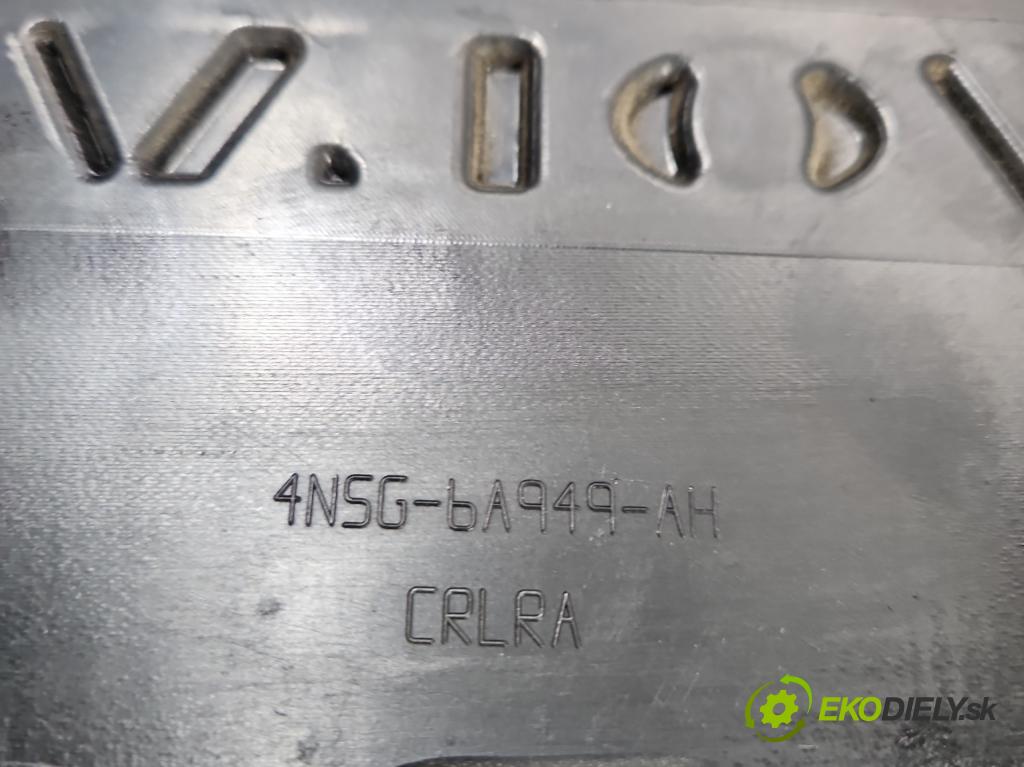 V.
4N5G-6A949-AH
CRLRA
EKODIELY.sk